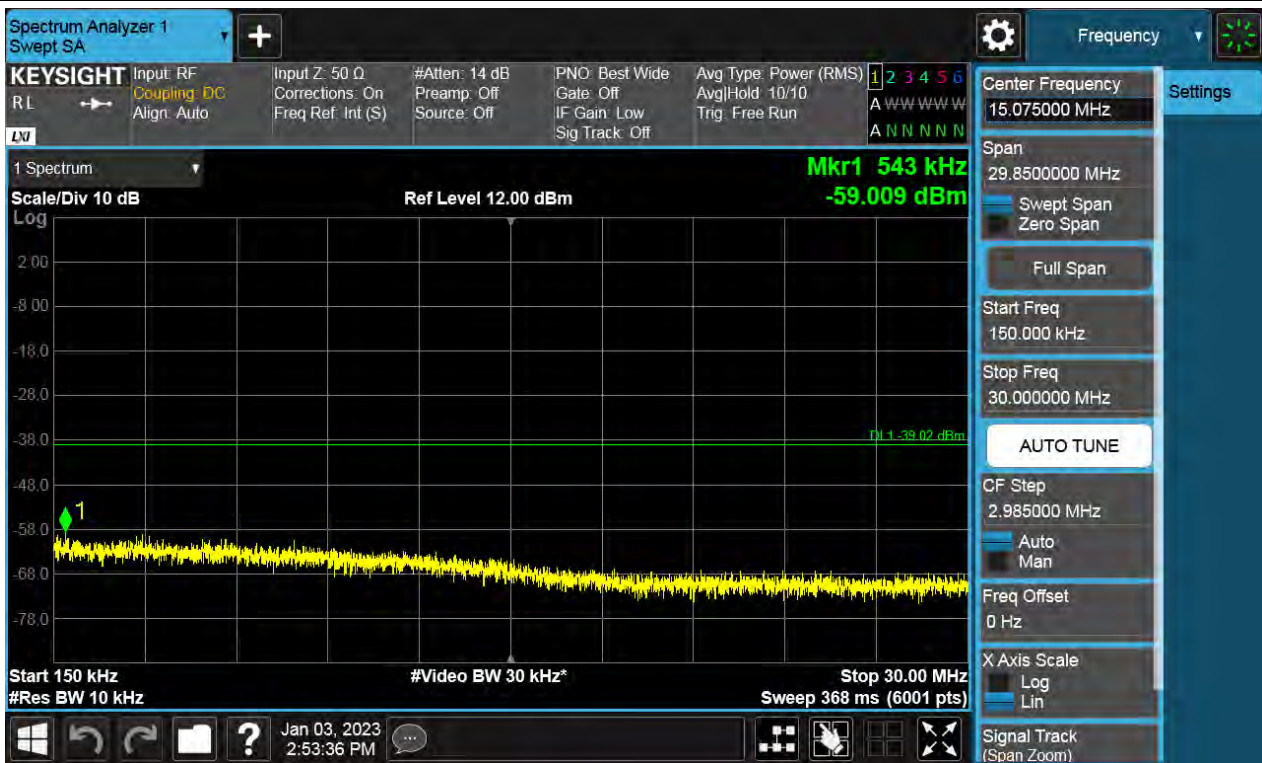 Spectrum Analyzer 1
Swept SA
+
Frequency
KEYSIGHT
R L
LXI
Input: RF
Coupling: DC
Align: Auto
Input Z: 50 Ω
Corrections: On
Freq Ref: Int (S)
#Atten: 14 dB
Preamp: Off
Source: Off
PNO: Best Wide
Gate: Off
IF Gain: Low
Sig Track: Off
Avg Type: Power (RMS)
Avg|Hold: 10/10
Trig: Free Run
1 2 3 4 5 6
A W W W W W
A N N N N N
1 Spectrum
Scale/Div 10 dB
Log
Ref Level 12.00 dBm
Mkr1 543 kHz
-59.009 dBm
2.00
-8.00
-18.0
-28.0
-38.0
-48.0
-58.0
-68.0
-78.0
DL1 -39.02 dBm
1
Start 150 kHz
#Res BW 10 kHz
#Video BW 30 kHz*
Stop 30.00 MHz
Sweep 368 ms (6001 pts)
?
Jan 03, 2023
2:53:36 PM
Center Frequency
15.075000 MHz
Settings
Span
29.8500000 MHz
Swept Span
Zero Span
Full Span
Start Freq
150.000 kHz
Stop Freq
30.000000 MHz
AUTO TUNE
CF Step
2.985000 MHz
Auto
Man
Freq Offset
0 Hz
X Axis Scale
Log
Lin
Signal Track
(Span Zoom)